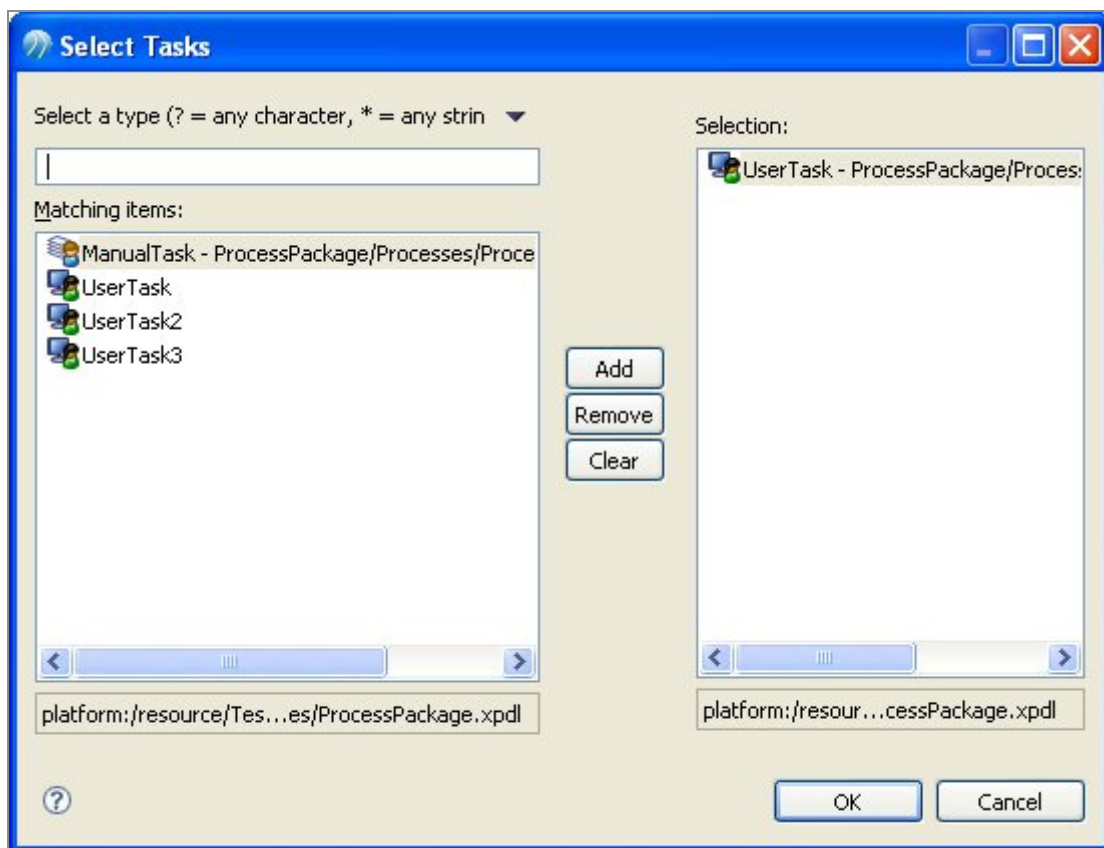 Select Tasks
Select a type (? = any character, * = any strin
Matching items:
ManualTask - ProcessPackage/Processes/Proce
UserTask
UserTask2
UserTask3
platform:/resource/Tes...es/ProcessPackage.xpdl
Add
Remove
Clear
Selection:
UserTask - ProcessPackage/Proces
platform:/resour...cessPackage.xpdl
?
OK
Cancel